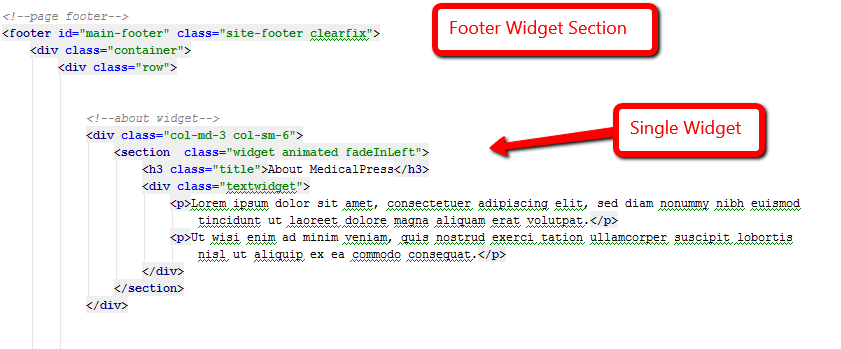 <!--page footer-->
Footer Widget Section
<footer id="main-footer" class="site-footer clearfix">
<div class="container">
<div class="row">
<!--about widget-->
Single Widget
<div class="col-md-3 col-sm-6">
<section  class="widget animated fadeInLeft">
<h3 class="title">About MedicalPress</h3>
<div class="textwidget">
<p>Lorem ipsum dolor sit amet, consectetuer adipiscing elit, sed diam nonummy nibh euismod
tincidunt ut laoreet dolore magna aliquam erat volutpat.</p>
<p>Ut wisi enim ad minim veniam, quis nostrud exerci tation ullamcorper suscipit lobortis
nisl ut aliquip ex ea commodo consequat.</p>
</div>
</section>
</div>